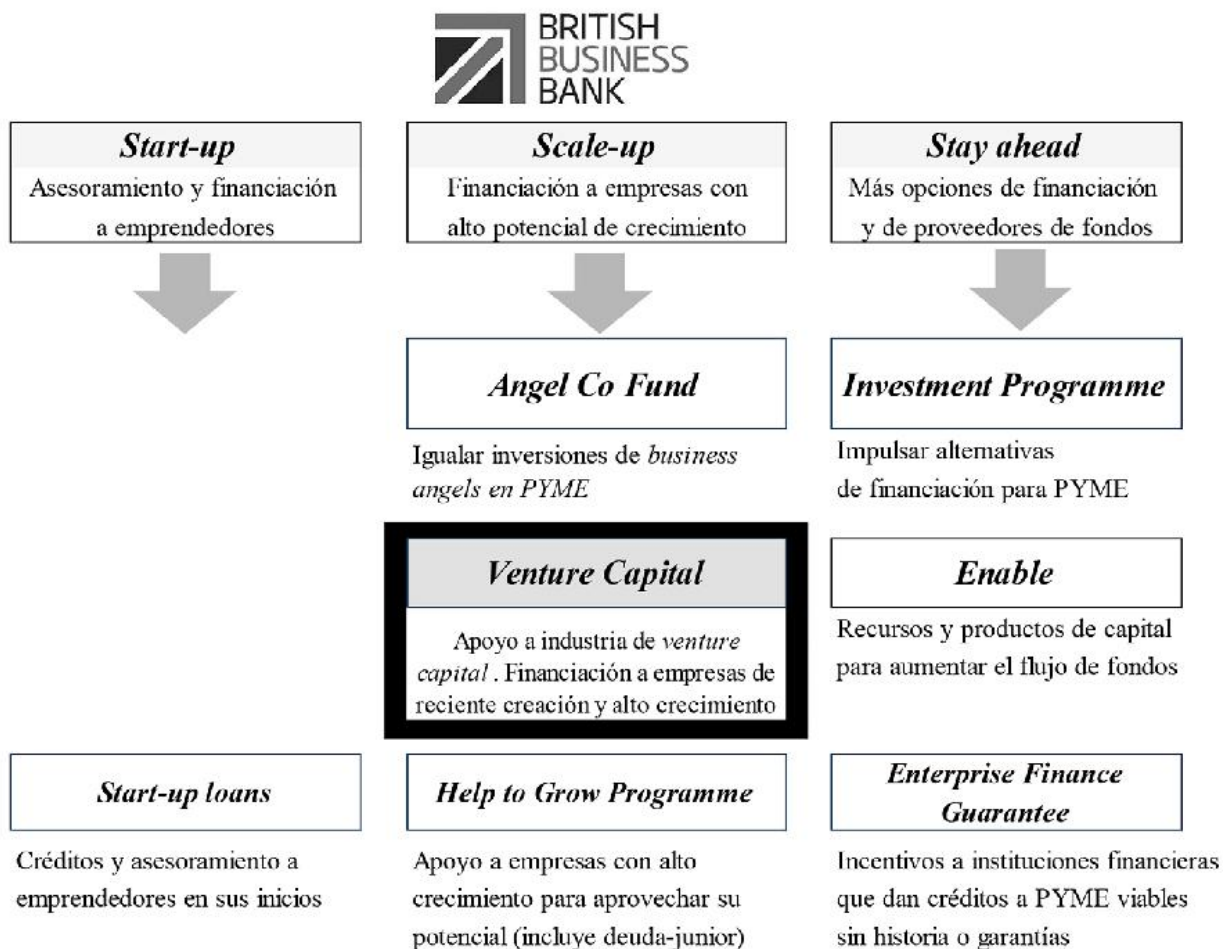 BRITISH
BUSINESS
BANK
Start-up
Asesoramiento y financiación
a emprendedores
Scale-up
Financiación a empresas con
alto potencial de crecimiento
Stay ahead
Más opciones de financiación
y de proveedores de fondos
Angel Co Fund
Igualar inversiones de business
angels en PYME
Investment Programme
Impulsar alternativas
de financiación para PYME
Venture Capital
Apoyo a industria de venture
capital . Financiación a empresas de
reciente creación y alto crecimiento
Enable
Recursos y productos de capital
para aumentar el flujo de fondos
Start-up loans
Créditos y asesoramiento a
emprendedores en sus inicios
Help to Grow Programme
Apoyo a empresas con alto
crecimiento para aprovechar su
potencial (incluye deuda-junior)
Enterprise Finance
Guarantee
Incentivos a instituciones financieras
que dan créditos a PYME viables
sin historia o garantías